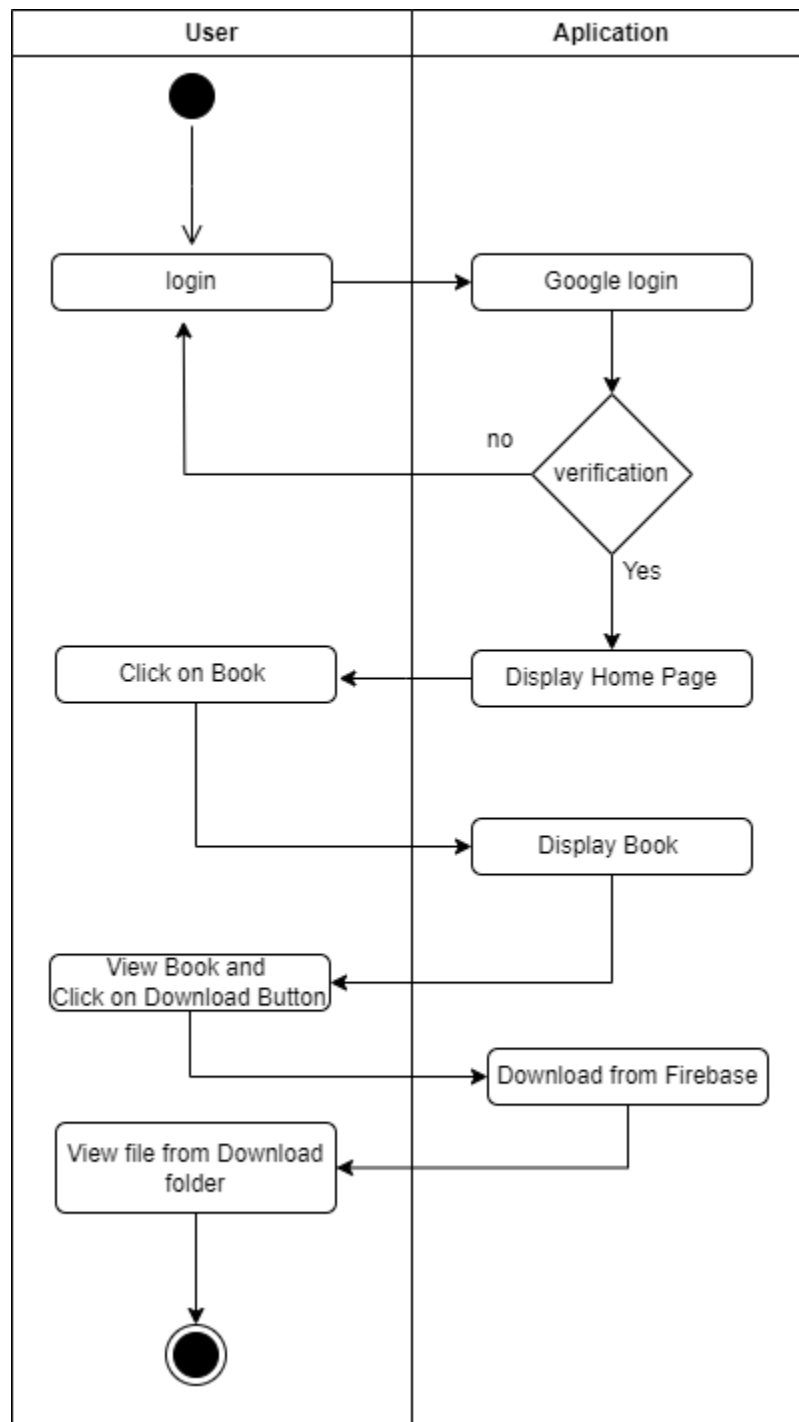 User
Aplication
login
Google login
no
verification
Yes
Click on Book
Display Home Page
Display Book
View Book and
Click on Download Button
Download from Firebase
View file from Download
folder